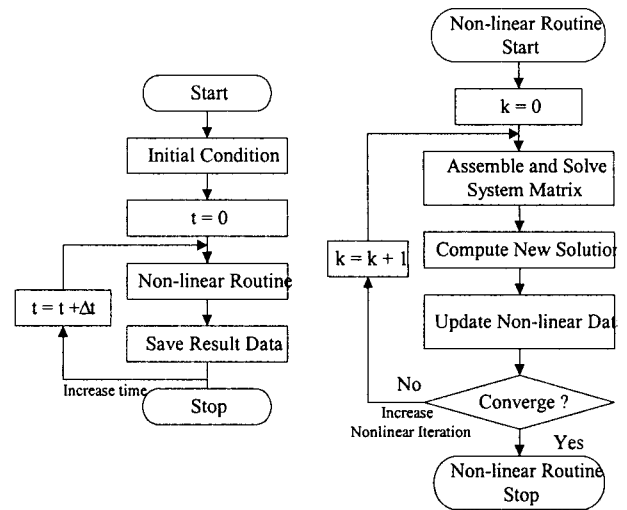 Start
Initial Condition
t = 0
Non-linear Routine
t = t +Δt
Save Result Data
Increase time
Stop
Non-linear Routine
Start
k = 0
Assemble and Solve
System Matrix
Compute New Solution
k = k + 1
Update Non-linear Dat
No
Converge ?
Increase
Nonlinear Iteration
Yes
Non-linear Routine
Stop